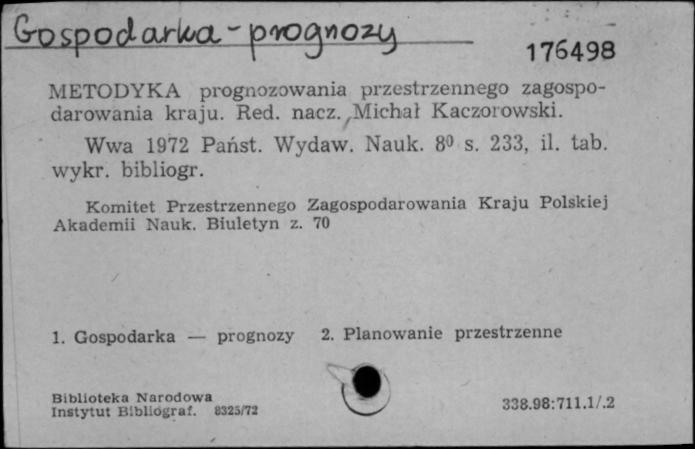 Gospodarka - prognozy
176498
METODYKA prognozowania przestrzennego zagospo-
darowania kraju. Red. nacz. Michał Kaczorowski.
Wwa 1972 Państ. Wydaw. Nauk. 8⁰ s. 233, il. tab.
wykr. bibliogr.
Komitet Przestrzennego Zagospodarowania Kraju Polskiej
Akademii Nauk. Biuletyn z. 70
1. Gospodarka — prognozy 2. Planowanie przestrzenne
Biblioteka Narodowa
Instytut Bibliograf. 8325/72
338.98:711.1/.2